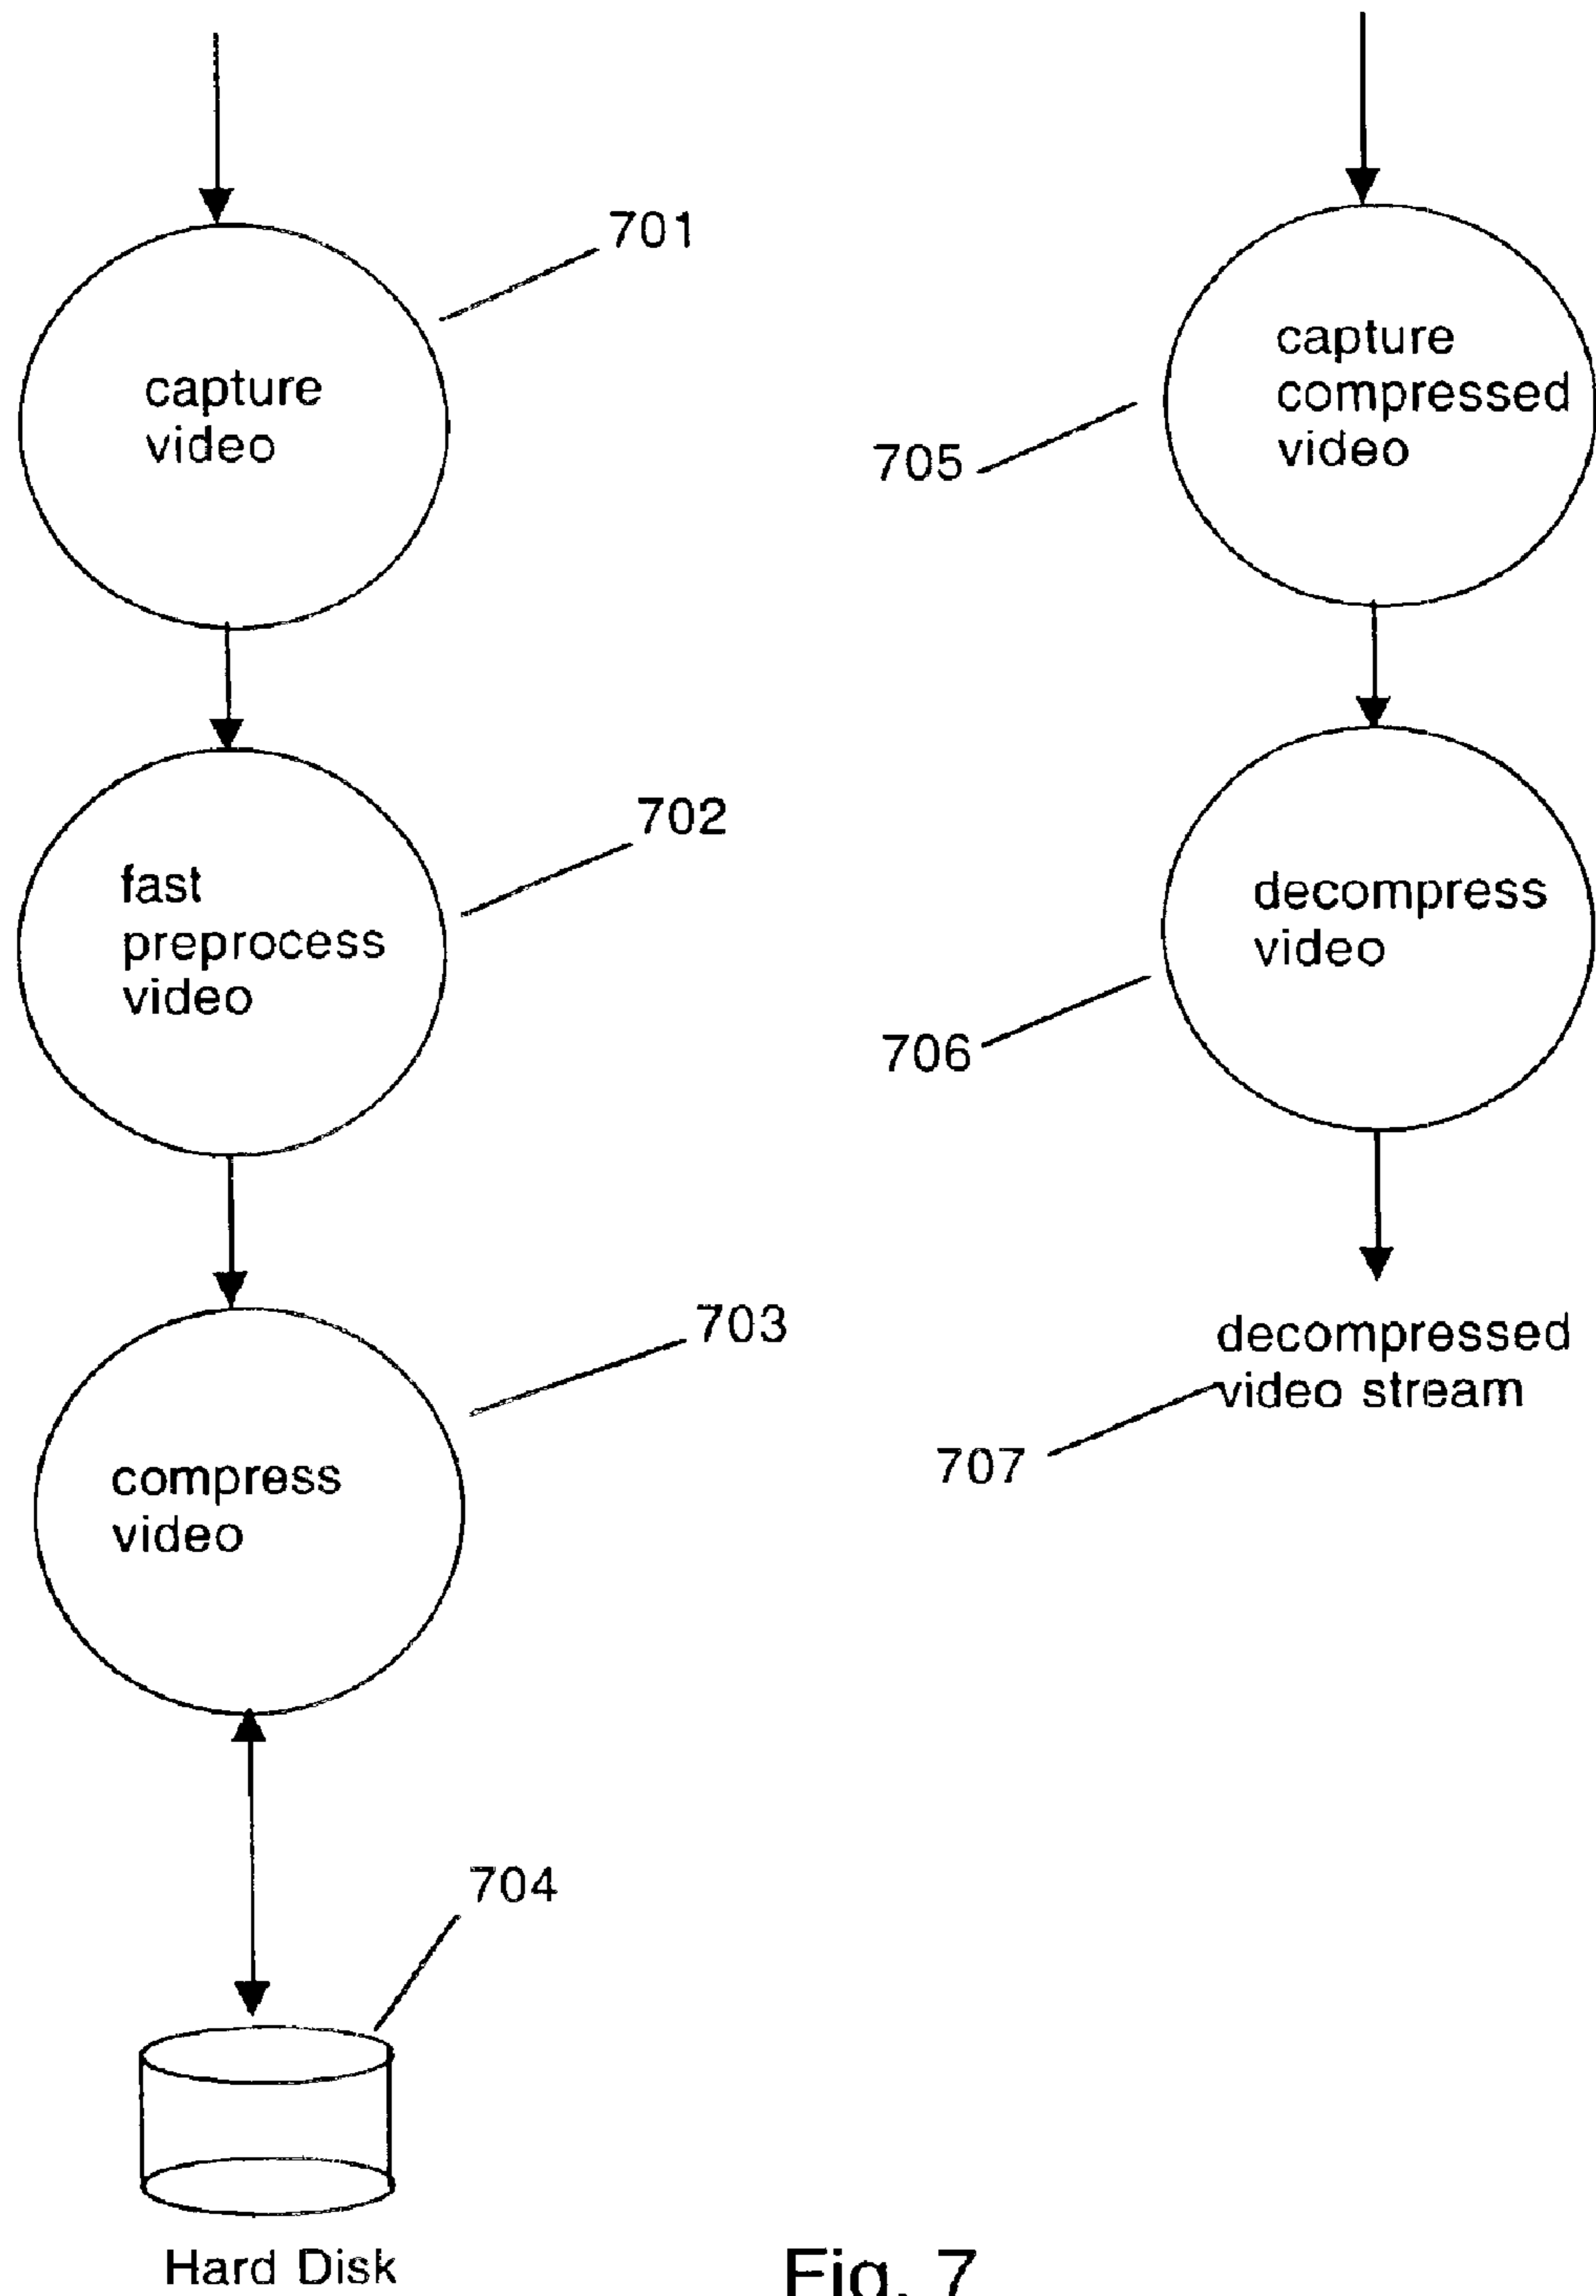 701
capture
video
702
fast
preprocess
video
703
compress
video
704
Hard Disk
705
capture
compressed
video
706
decompress
video
decompressed
video stream
707
Fig. 7